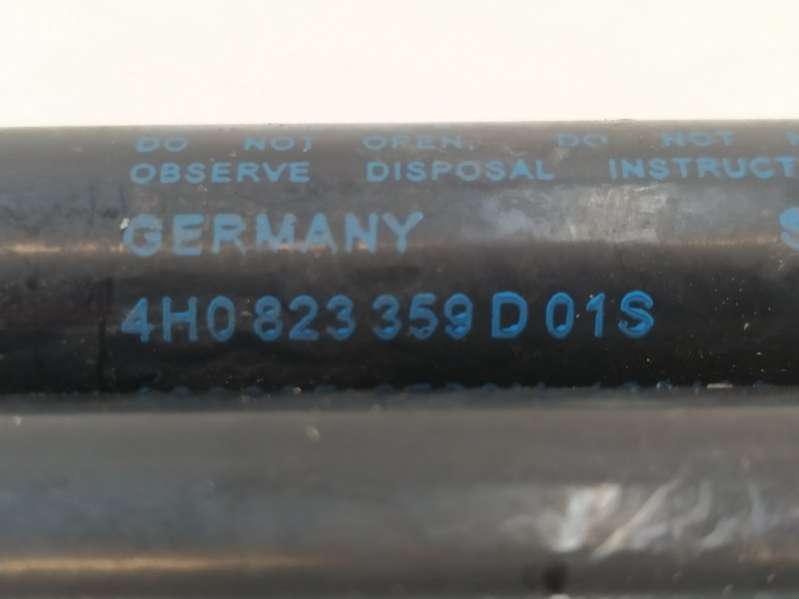 DO NOT OPEN. DO NOT
OBSERVE DISPOSAL INSTRUCT
GERMANY S
4H0 823 359 D 01S